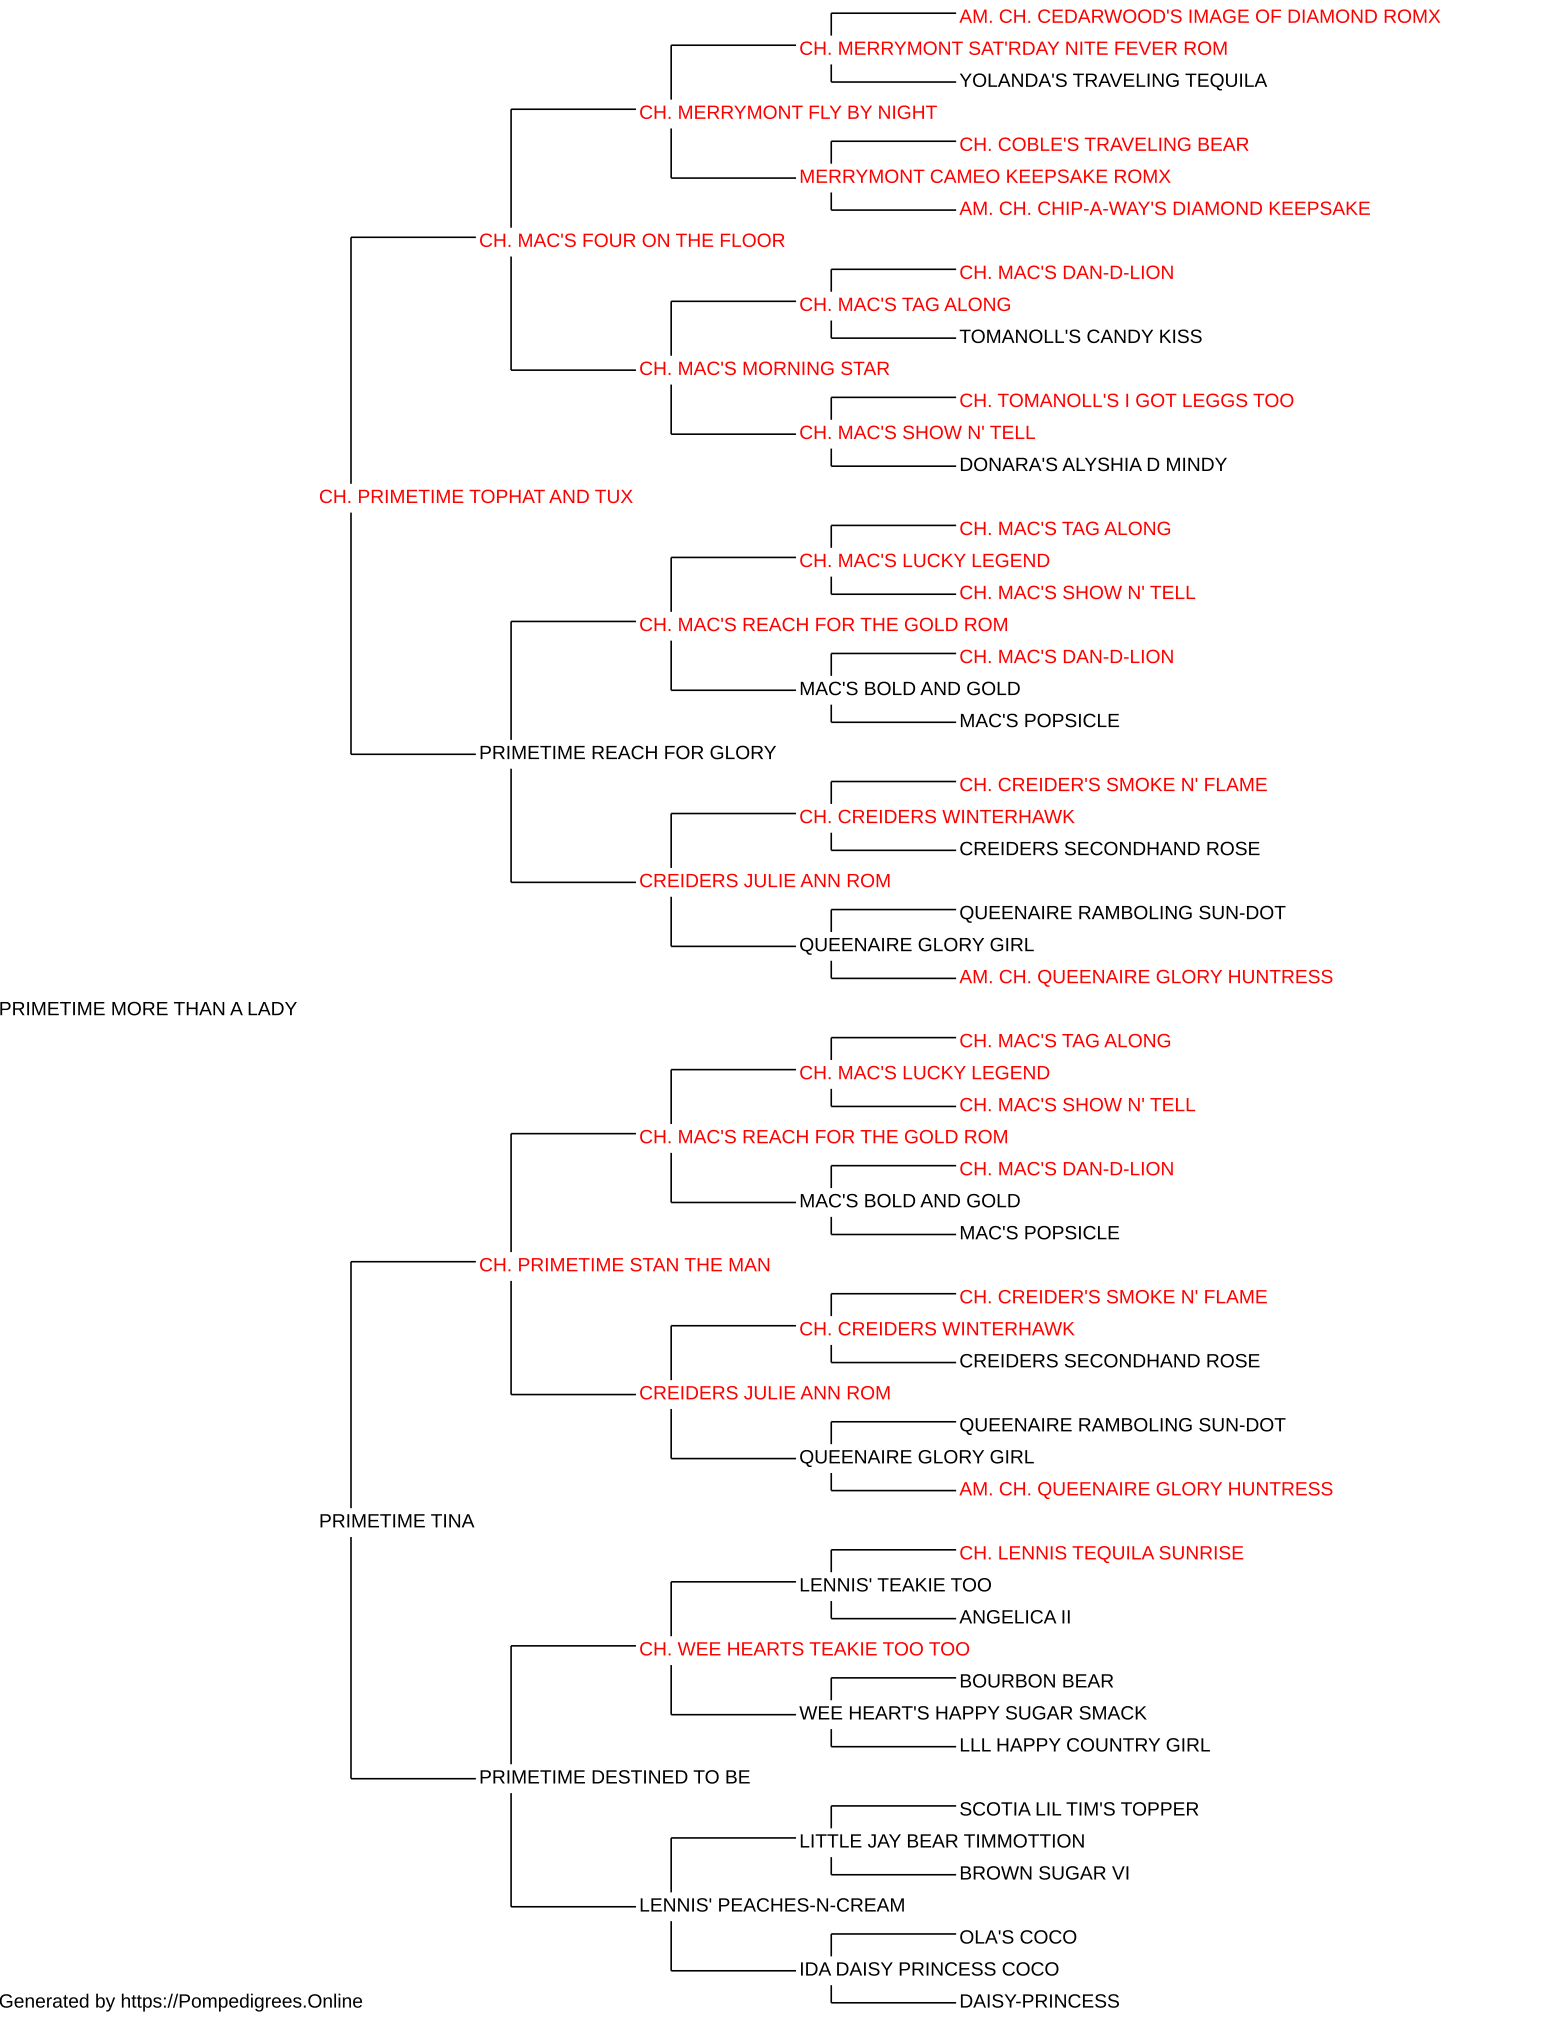 AM. CH. CEDARWOOD'S IMAGE OF DIAMOND ROMX
CH. MERRYMONT SAT'RDAY NITE FEVER ROM
YOLANDA'S TRAVELING TEQUILA
CH. MERRYMONT FLY BY NIGHT
CH. COBLE'S TRAVELING BEAR
MERRYMONT CAMEO KEEPSAKE ROMX
AM. CH. CHIP-A-WAY'S DIAMOND KEEPSAKE
CH. MAC'S FOUR ON THE FLOOR
CH. MAC'S DAN-D-LION
CH. MAC'S TAG ALONG
TOMANOLL'S CANDY KISS
CH. MAC'S MORNING STAR
CH. TOMANOLL'S I GOT LEGGS TOO
CH. MAC'S SHOW N' TELL
DONARA'S ALYSHIA D MINDY
CH. PRIMETIME TOPHAT AND TUX
CH. MAC'S TAG ALONG
CH. MAC'S LUCKY LEGEND
CH. MAC'S SHOW N' TELL
CH. MAC'S REACH FOR THE GOLD ROM
CH. MAC'S DAN-D-LION
MAC'S BOLD AND GOLD
MAC'S POPSICLE
PRIMETIME REACH FOR GLORY
CH. CREIDER'S SMOKE N' FLAME
CH. CREIDERS WINTERHAWK
CREIDERS SECONDHAND ROSE
CREIDERS JULIE ANN ROM
QUEENAIRE RAMBOLING SUN-DOT
QUEENAIRE GLORY GIRL
AM. CH. QUEENAIRE GLORY HUNTRESS
PRIMETIME MORE THAN A LADY
CH. MAC'S TAG ALONG
CH. MAC'S LUCKY LEGEND
CH. MAC'S SHOW N' TELL
CH. MAC'S REACH FOR THE GOLD ROM
CH. MAC'S DAN-D-LION
MAC'S BOLD AND GOLD
MAC'S POPSICLE
CH. PRIMETIME STAN THE MAN
CH. CREIDER'S SMOKE N' FLAME
CH. CREIDERS WINTERHAWK
CREIDERS SECONDHAND ROSE
CREIDERS JULIE ANN ROM
QUEENAIRE RAMBOLING SUN-DOT
QUEENAIRE GLORY GIRL
AM. CH. QUEENAIRE GLORY HUNTRESS
PRIMETIME TINA
CH. LENNIS TEQUILA SUNRISE
LENNIS' TEAKIE TOO
ANGELICA II
CH. WEE HEARTS TEAKIE TOO TOO
BOURBON BEAR
WEE HEART'S HAPPY SUGAR SMACK
LLL HAPPY COUNTRY GIRL
PRIMETIME DESTINED TO BE
SCOTIA LIL TIM'S TOPPER
LITTLE JAY BEAR TIMMOTTION
BROWN SUGAR VI
LENNIS' PEACHES-N-CREAM
OLA'S COCO
IDA DAISY PRINCESS COCO
DAISY-PRINCESS
Generated by https://Pompedigrees.Online